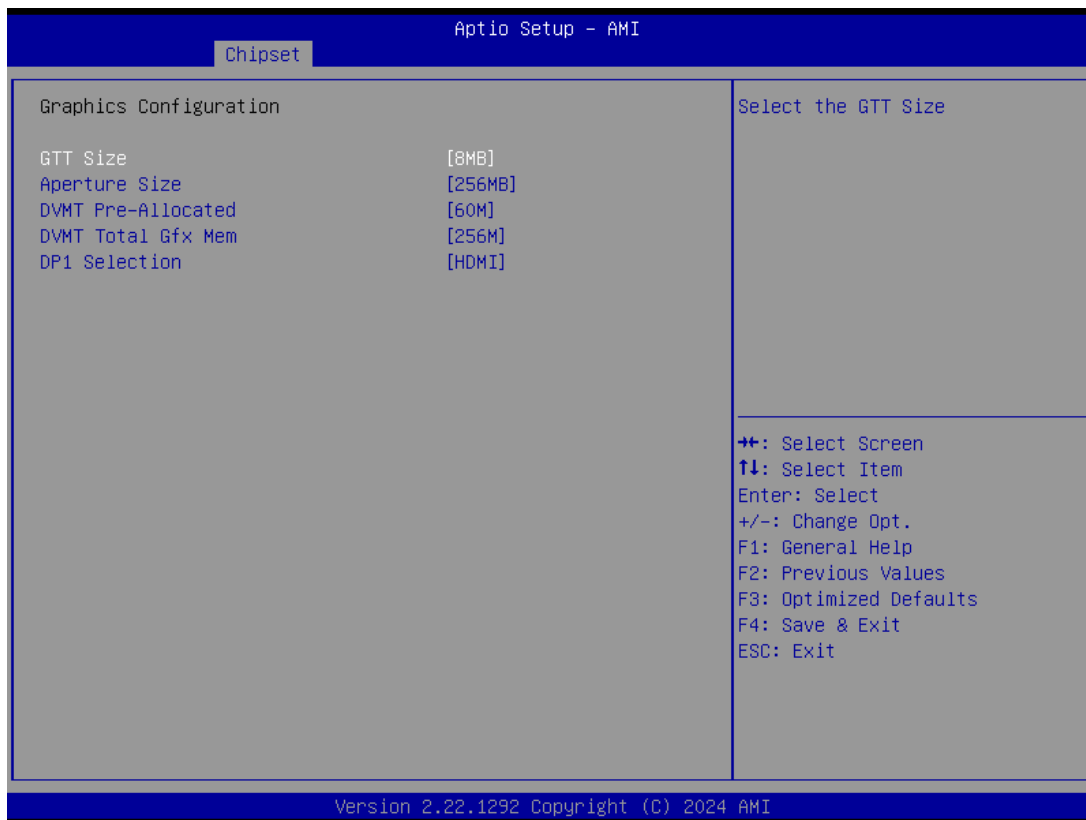 Aptio Setup – AMI
Chipset
Graphics Configuration
GTT Size [8MB]
Aperture Size [256MB]
DVMT Pre-Allocated [60M]
DVMT Total Gfx Mem [256M]
DP1 Selection [HDMI]
Select the GTT Size
→←: Select Screen
↑↓: Select Item
Enter: Select
+/-: Change Opt.
F1: General Help
F2: Previous Values
F3: Optimized Defaults
F4: Save & Exit
ESC: Exit
Version 2.22.1292 Copyright (C) 2024 AMI